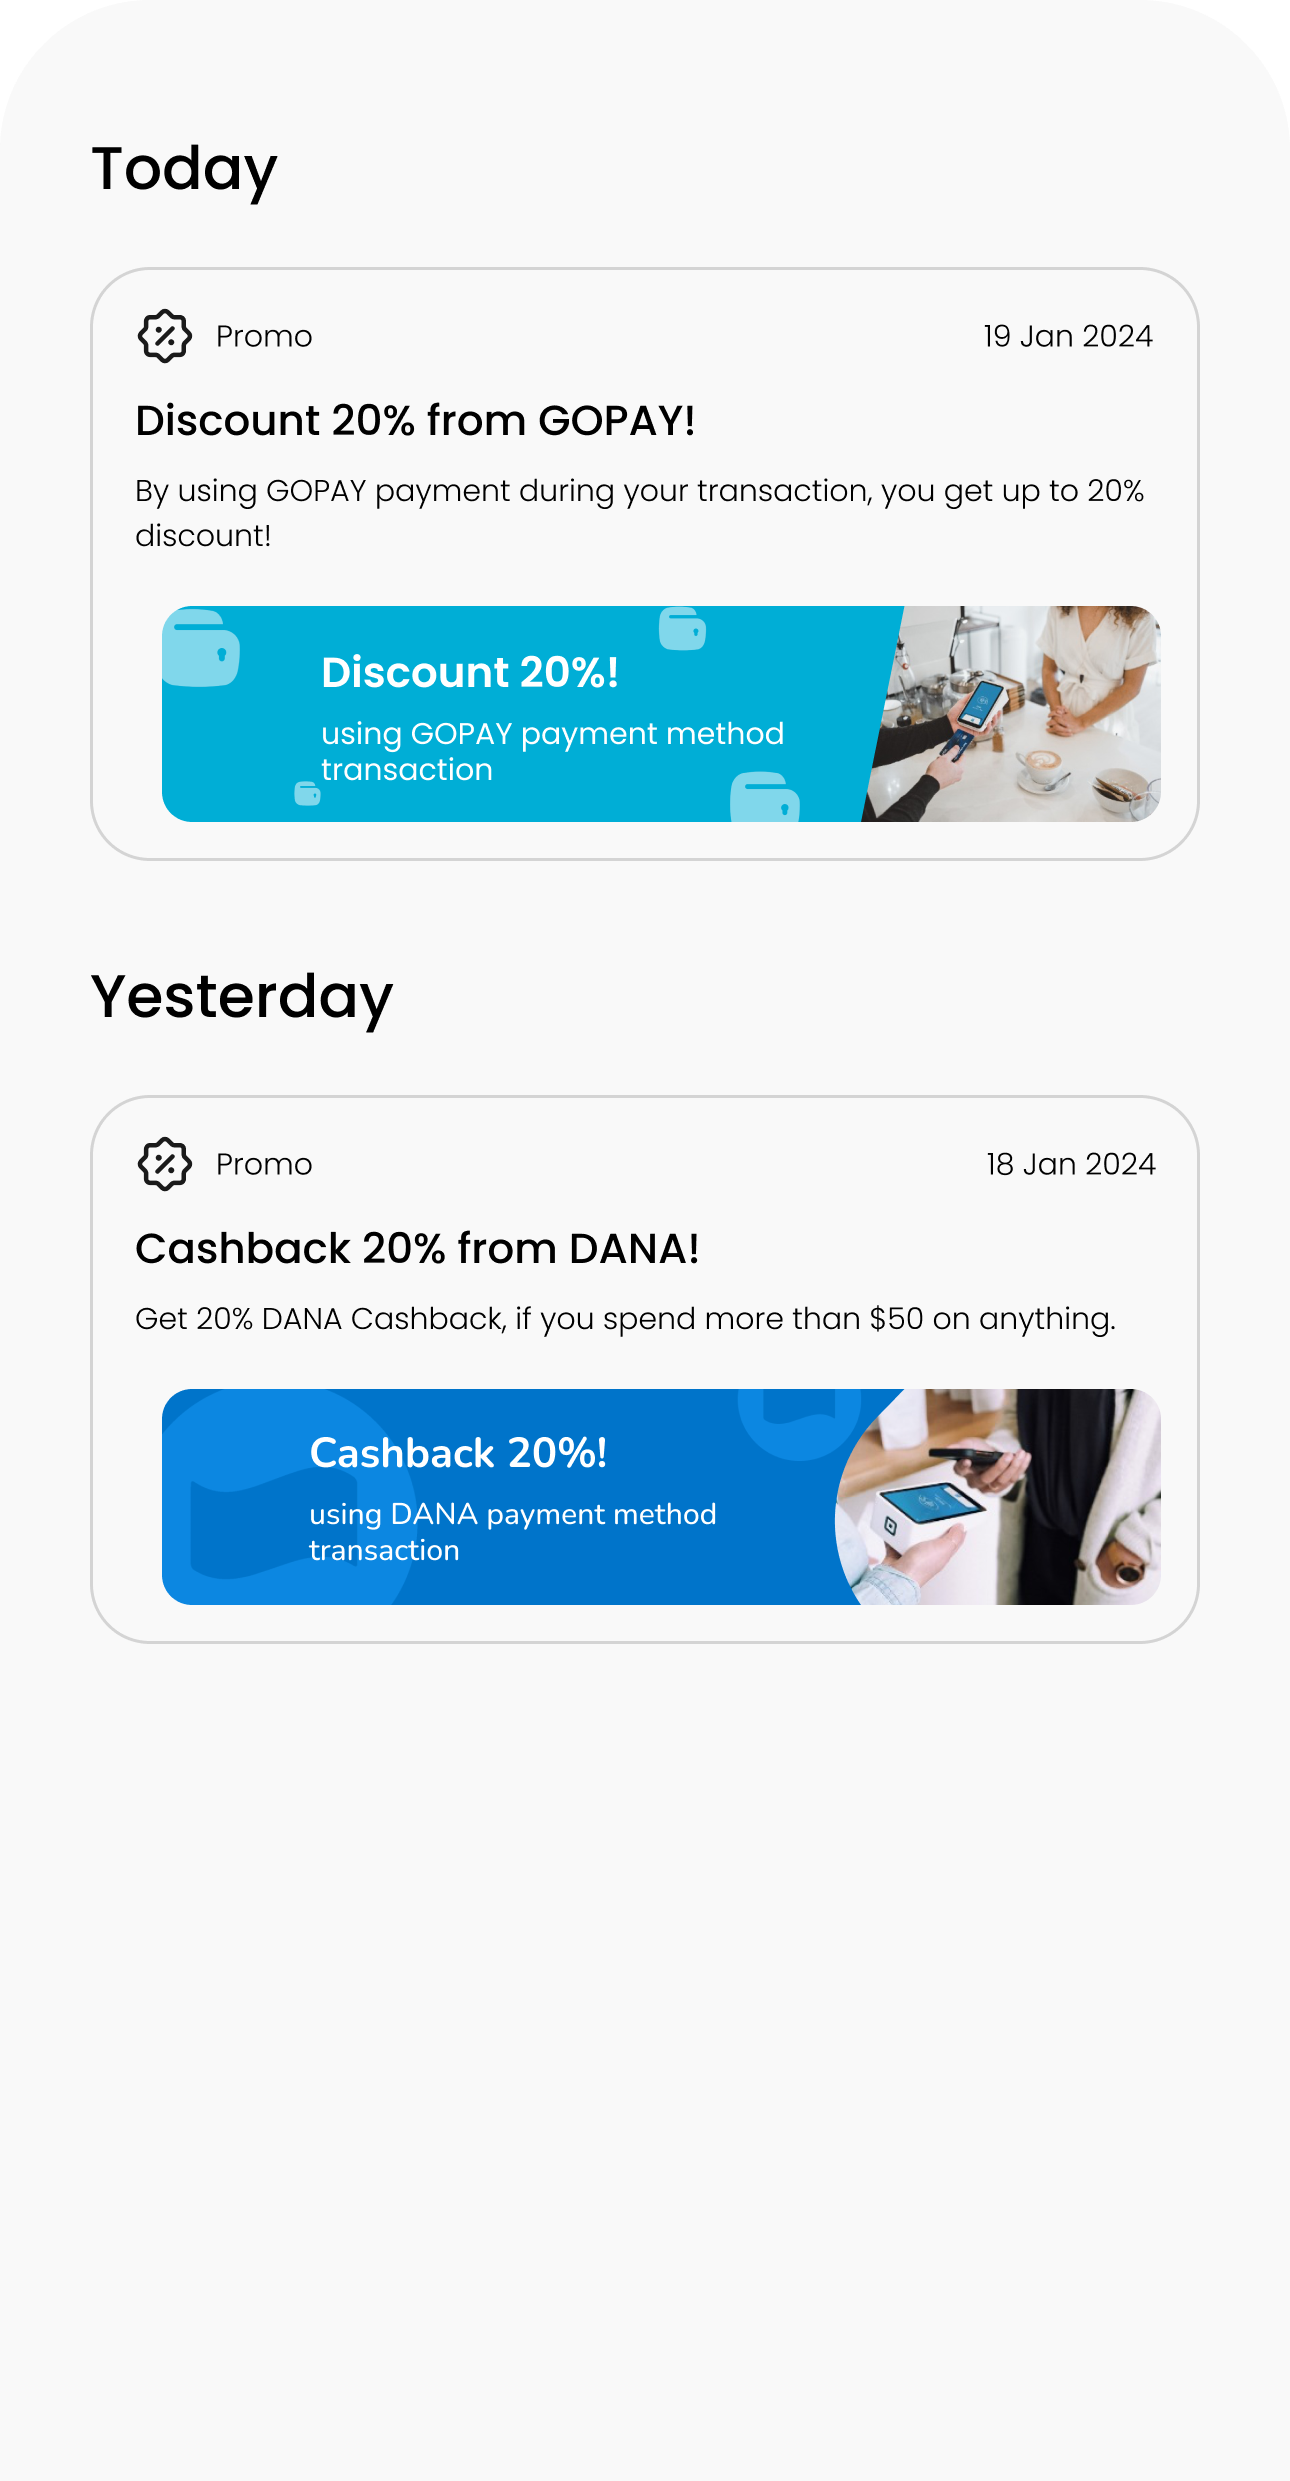 Today
Promo
19 Jan 2024
Discount 20% from GOPAY!
By using GOPAY payment during your transaction, you get up to 20%
discount!
Discount 20%!
using GOPAY payment method
transaction
Yesterday
Promo
18 Jan 2024
Cashback 20% from DANA!
Get 20% DANA Cashback, if you spend more than $50 on anything.
Cashback 20%!
using DANA payment method
transaction